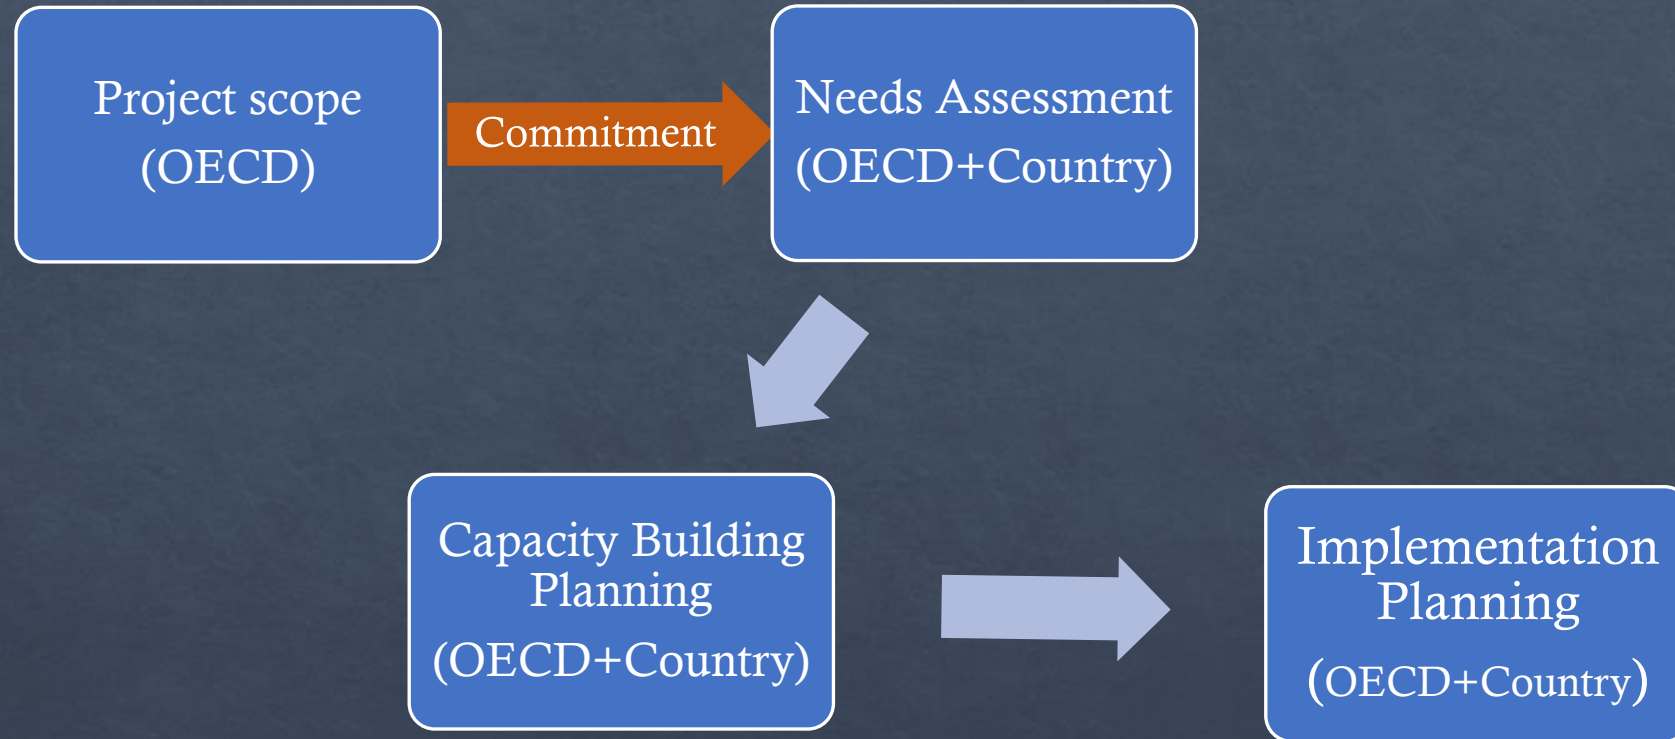 Project scope
(OECD)
Commitment
Needs Assessment
(OECD+Country)
Capacity Building
Planning
(OECD+Country)
Implementation
Planning
(OECD+Country)